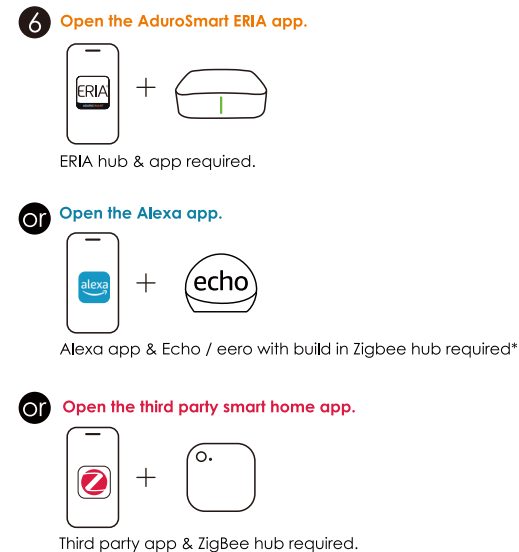 6 Open the AduroSmart ERIA app.
ERIA
ADUROSMART
+
ERIA hub & app required.
or Open the Alexa app.
alexa
+
echo
Alexa app & Echo / eero with build in Zigbee hub required*
or Open the third party smart home app.
+
Third party app & ZigBee hub required.